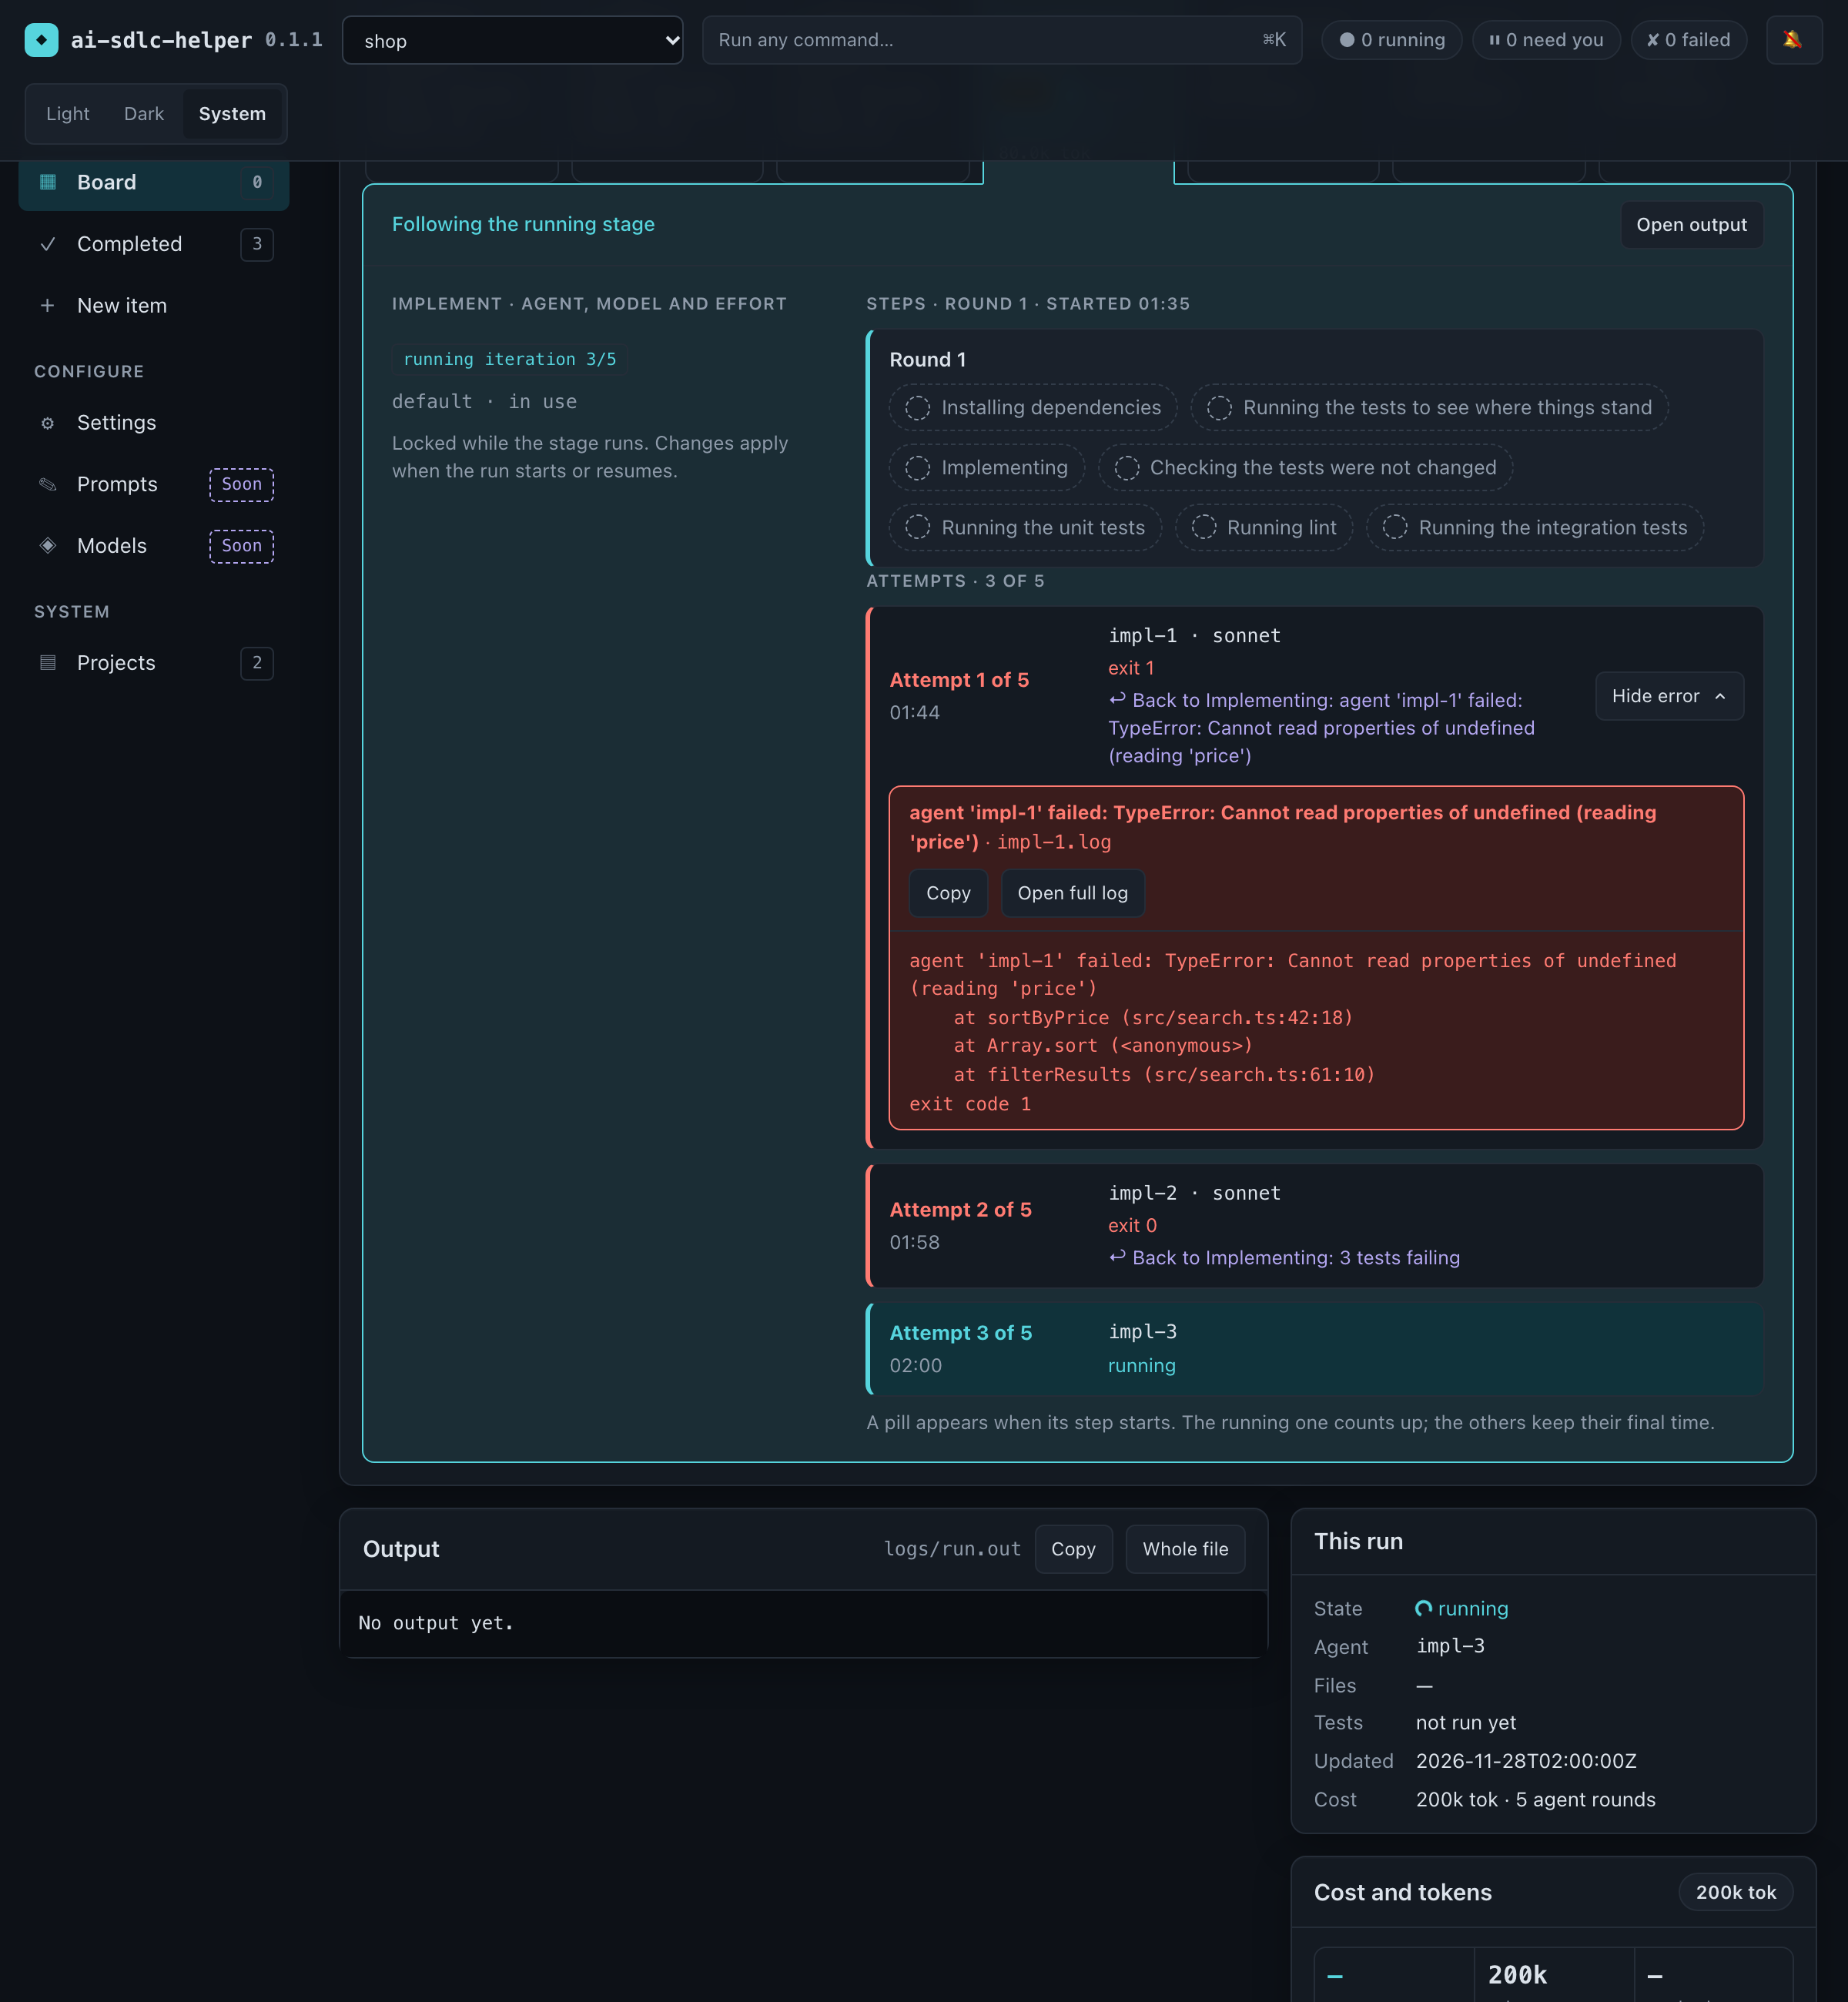 ai-sdlc-helper 0.1.1
shop
Run any command...
⌘K
0 running
0 need you
✘ 0 failed
Light
Dark
System
Board
0
Completed
3
New item
CONFIGURE
Settings
Prompts
Soon
Models
Soon
SYSTEM
Projects
2
Following the running stage
Open output
IMPLEMENT · AGENT, MODEL AND EFFORT
running iteration 3/5
default · in use
Locked while the stage runs. Changes apply
when the run starts or resumes.
STEPS · ROUND 1 · STARTED 01:35
Round 1
Installing dependencies
Running the tests to see where things stand
Implementing
Checking the tests were not changed
Running the unit tests
Running lint
Running the integration tests
ATTEMPTS · 3 OF 5
Attempt 1 of 5
01:44
impl-1 · sonnet
exit 1
↩ Back to Implementing: agent 'impl-1' failed:
TypeError: Cannot read properties of undefined
(reading 'price')
Hide error
agent 'impl-1' failed: TypeError: Cannot read properties of undefined (reading
'price') · impl-1.log
Copy
Open full log
agent 'impl-1' failed: TypeError: Cannot read properties of undefined
(reading 'price')
at sortByPrice (src/search.ts:42:18)
at Array.sort (<anonymous>)
at filterResults (src/search.ts:61:10)
exit code 1
Attempt 2 of 5
01:58
impl-2 · sonnet
exit 0
↩ Back to Implementing: 3 tests failing
Attempt 3 of 5
02:00
impl-3
running
A pill appears when its step starts. The running one counts up; the others keep their final time.
Output
logs/run.out
Copy
Whole file
No output yet.
This run
State
running
Agent
impl-3
Files
—
Tests
not run yet
Updated
2026-11-28T02:00:00Z
Cost
200k tok · 5 agent rounds
Cost and tokens
200k tok
—
200k
—